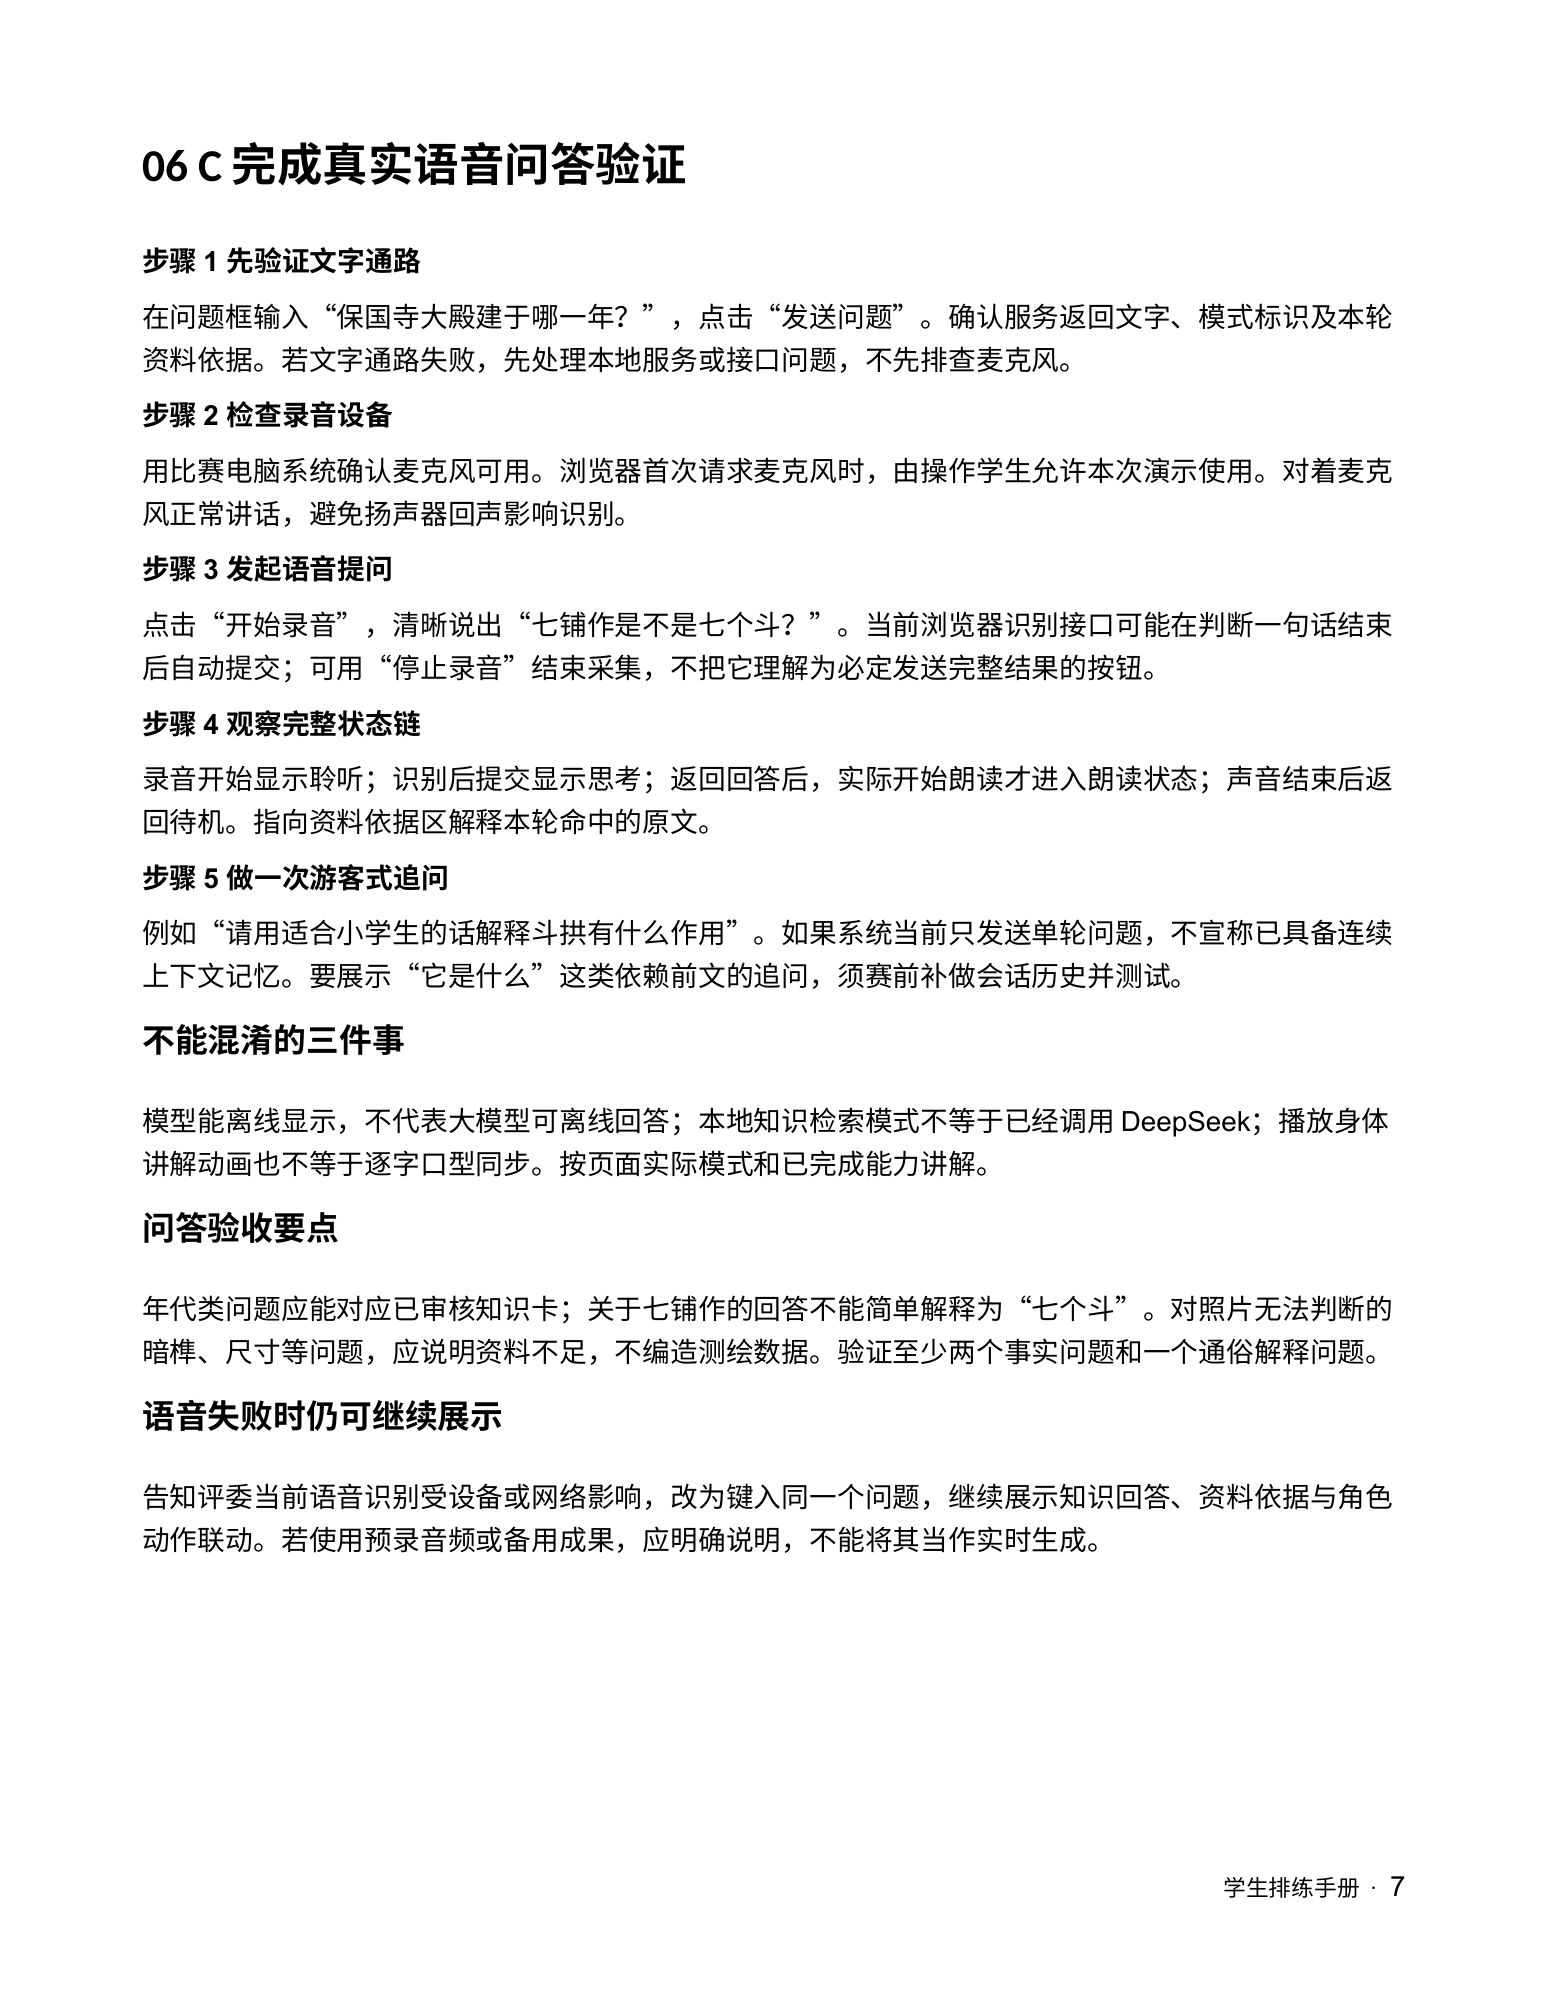 06 C 完成真实语音问答验证
步骤 1 先验证文字通路
在问题框输入“保国寺大殿建于哪一年？”，点击“发送问题”。确认服务返回文字、模式标识及本轮
资料依据。若文字通路失败，先处理本地服务或接口问题，不先排查麦克风。
步骤 2 检查录音设备
用比赛电脑系统确认麦克风可用。浏览器首次请求麦克风时，由操作学生允许本次演示使用。对着麦克
风正常讲话，避免扬声器回声影响识别。
步骤 3 发起语音提问
点击“开始录音”，清晰说出“七铺作是不是七个斗？”。当前浏览器识别接口可能在判断一句话结束
后自动提交；可用“停止录音”结束采集，不把它理解为必定发送完整结果的按钮。
步骤 4 观察完整状态链
录音开始显示聆听；识别后提交显示思考；返回回答后，实际开始朗读才进入朗读状态；声音结束后返
回待机。指向资料依据区解释本轮命中的原文。
步骤 5 做一次游客式追问
例如“请用适合小学生的话解释斗拱有什么作用”。如果系统当前只发送单轮问题，不宣称已具备连续
上下文记忆。要展示“它是什么”这类依赖前文的追问，须赛前补做会话历史并测试。
不能混淆的三件事
模型能离线显示，不代表大模型可离线回答；本地知识检索模式不等于已经调用 DeepSeek；播放身体
讲解动画也不等于逐字口型同步。按页面实际模式和已完成能力讲解。
问答验收要点
年代类问题应能对应已审核知识卡；关于七铺作的回答不能简单解释为“七个斗”。对照片无法判断的
暗榫、尺寸等问题，应说明资料不足，不编造测绘数据。验证至少两个事实问题和一个通俗解释问题。
语音失败时仍可继续展示
告知评委当前语音识别受设备或网络影响，改为键入同一个问题，继续展示知识回答、资料依据与角色
动作联动。若使用预录音频或备用成果，应明确说明，不能将其当作实时生成。
学生排练手册 · 7